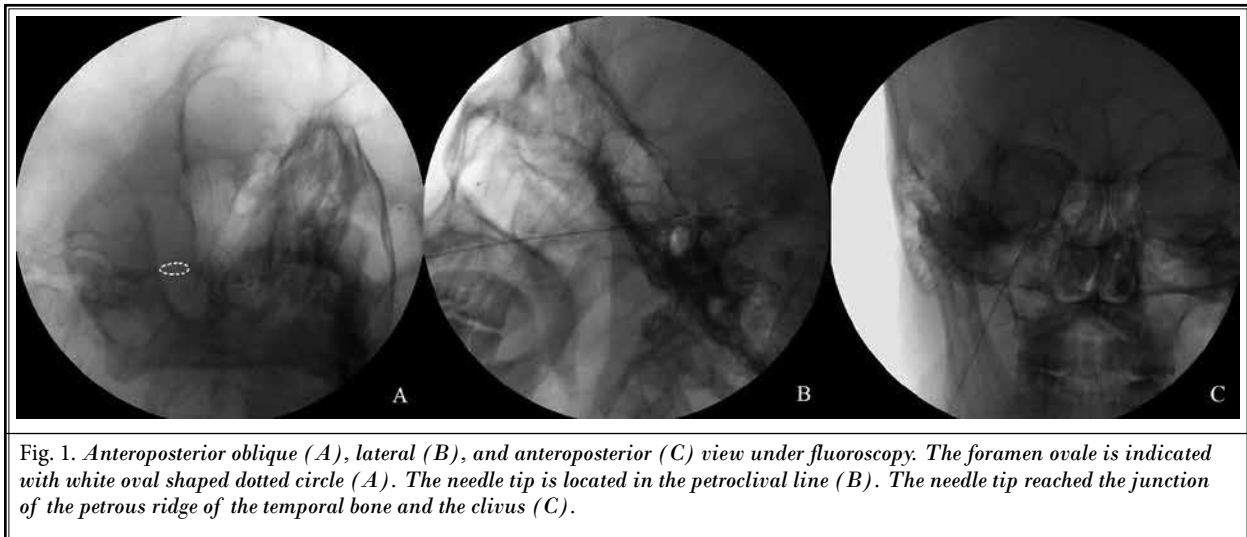 A
B
C
Fig. 1. Anteroposterior oblique (A), lateral (B), and anteroposterior (C) view under fluoroscopy. The foramen ovale is indicated
with white oval shaped dotted circle (A). The needle tip is located in the petroclival line (B). The needle tip reached the junction
of the petrous ridge of the temporal bone and the clivus (C).